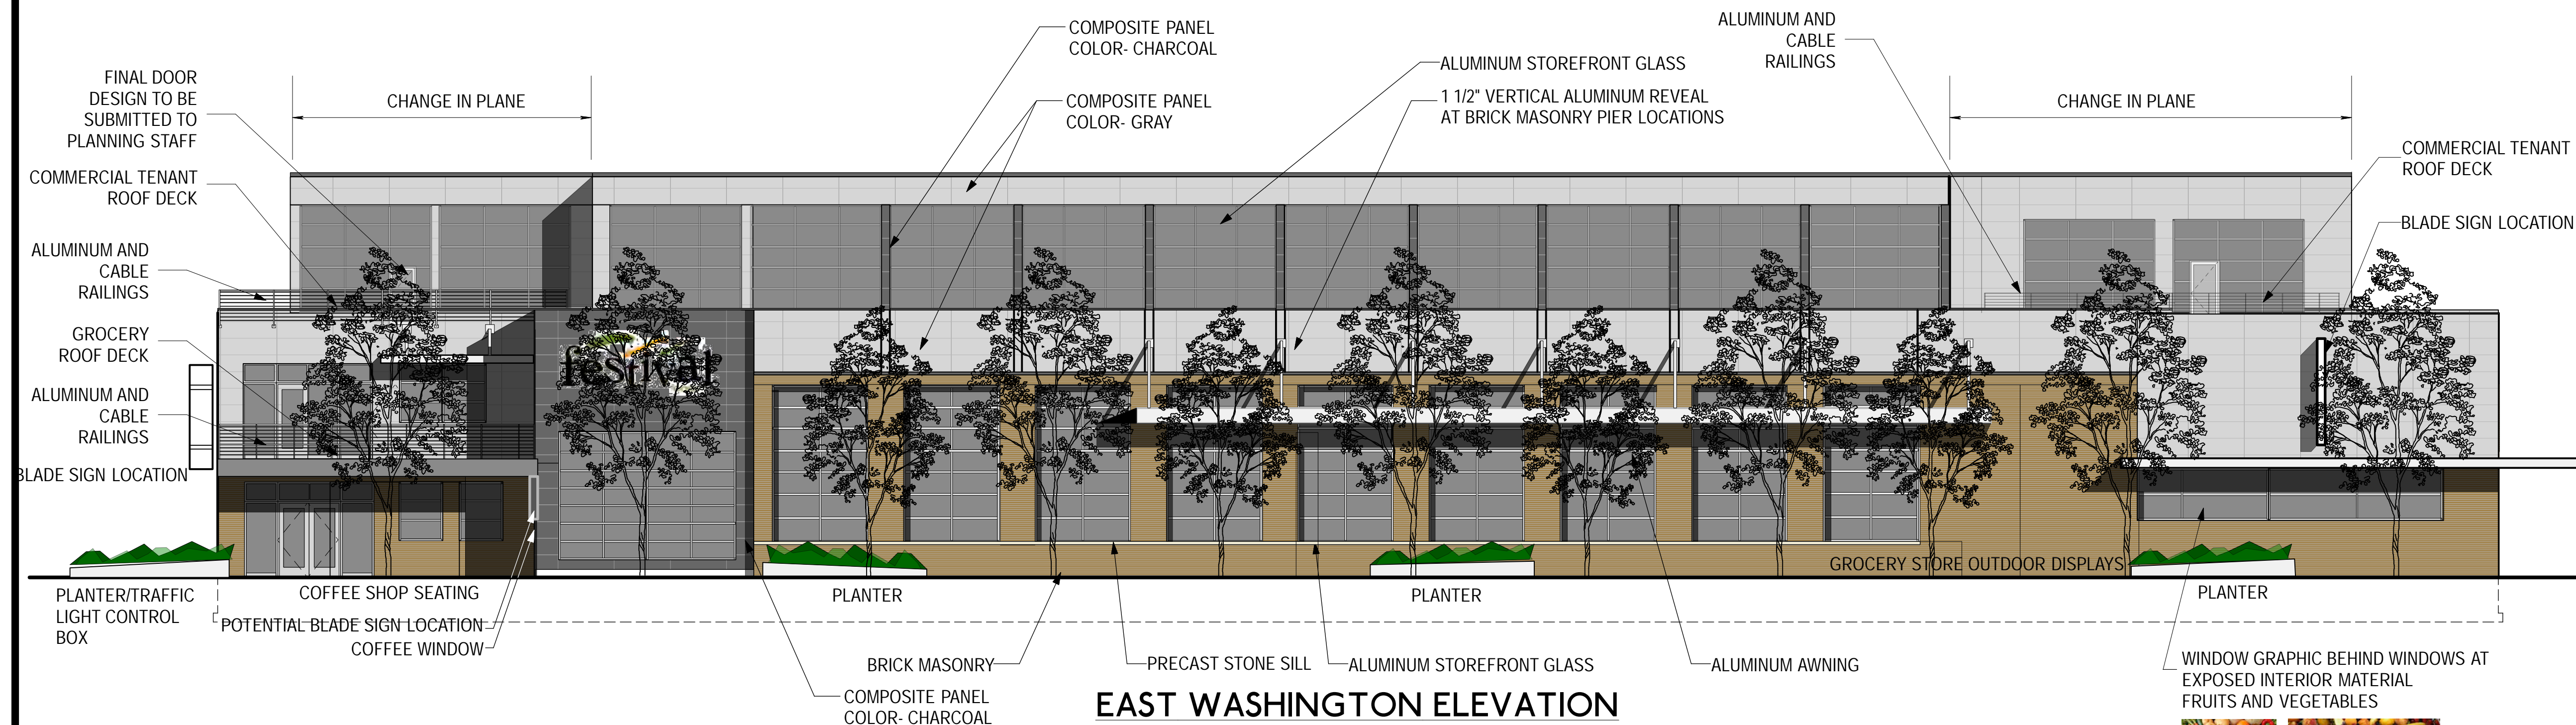 COMPOSITE PANEL
COLOR- CHARCOAL
ALUMINUM AND
CABLE
RAILINGS
FINAL DOOR
DESIGN TO BE
SUBMITTED TO
PLANNING STAFF
CHANGE IN PLANE
COMPOSITE PANEL
COLOR- GRAY
ALUMINUM STOREFRONT GLASS
1 1/2" VERTICAL ALUMINUM REVEAL
AT BRICK MASONRY PIER LOCATIONS
CHANGE IN PLANE
COMMERCIAL TENANT
ROOF DECK
COMMERCIAL TENANT
ROOF DECK
BLADE SIGN LOCATION
ALUMINUM AND
CABLE
RAILINGS
GROCERY
ROOF DECK
festival
ALUMINUM AND
CABLE
RAILINGS
BLADE SIGN LOCATION
GROCERY STORE OUTDOOR DISPLAYS
PLANTER/TRAFFIC
LIGHT CONTROL
BOX
COFFEE SHOP SEATING
PLANTER
PLANTER
PLANTER
POTENTIAL BLADE SIGN LOCATION
COFFEE WINDOW
BRICK MASONRY
PRECAST STONE SILL
ALUMINUM STOREFRONT GLASS
ALUMINUM AWNING
WINDOW GRAPHIC BEHIND WINDOWS AT
EXPOSED INTERIOR MATERIAL
FRUITS AND VEGETABLES
COMPOSITE PANEL
COLOR- CHARCOAL
EAST WASHINGTON ELEVATION